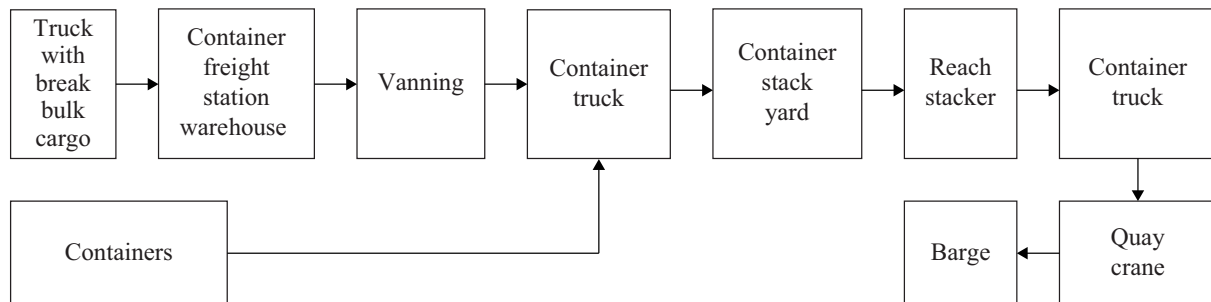 Truck
with
break
bulk
cargo
Container
freight
station
warehouse
Vanning
Container
truck
Container
stack
yard
Reach
stacker
Container
truck
Containers
Barge
Quay
crane